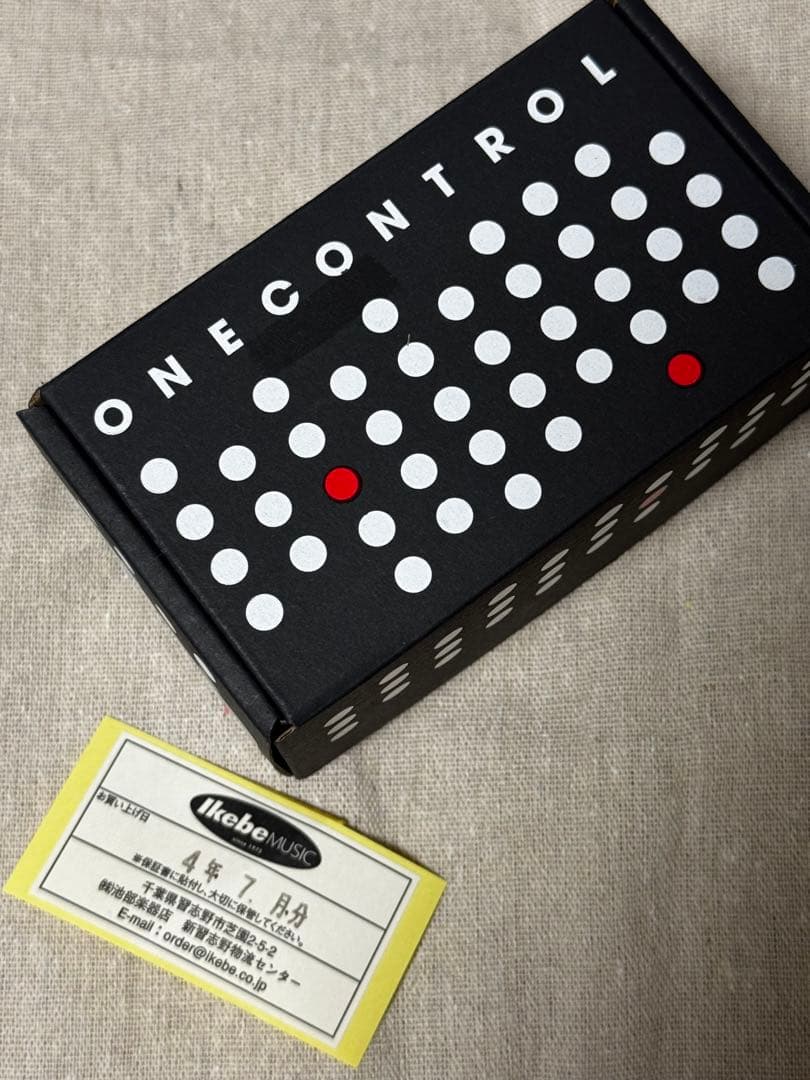 ONECONTROL
Ikebe MUSIC
since 1975
お買い上げ日
4年 7.月分
※保証書に貼付し、大切に保管してください。
千葉県習志野市芝園2-5-2
㈱池部楽器店 新習志野物流センター
E-mail：order@ikebe.co.jp